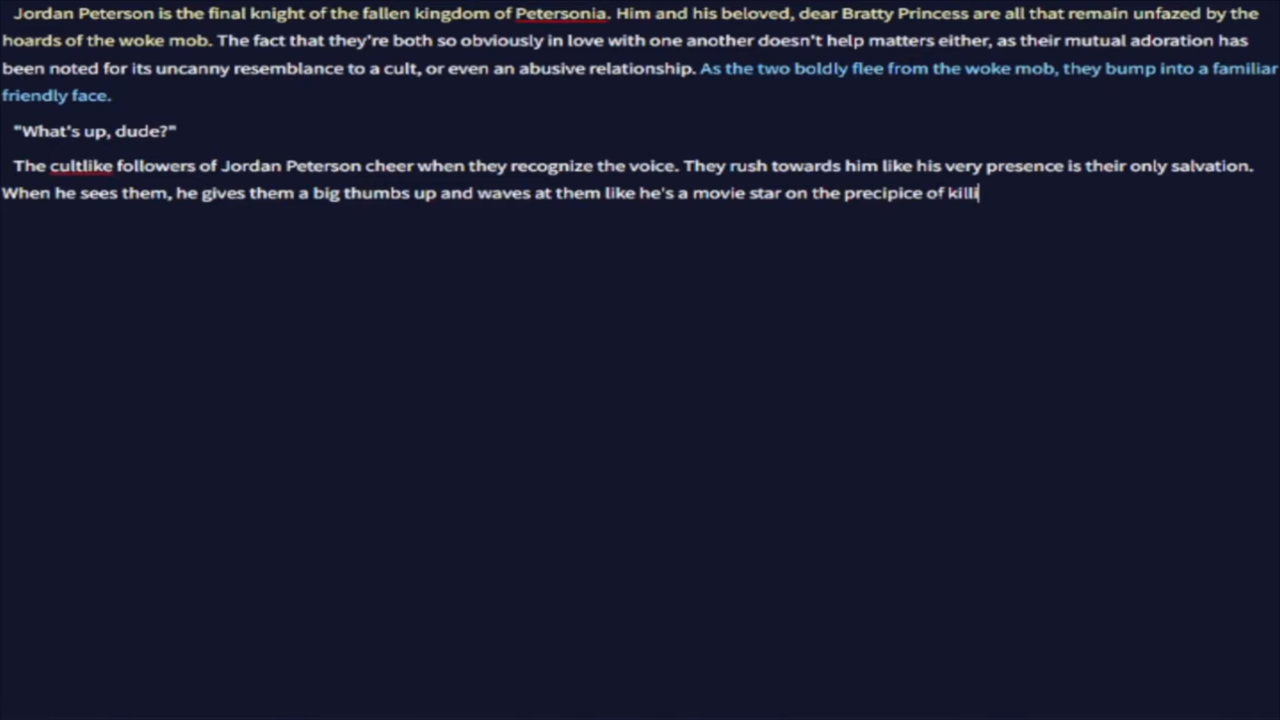 Jordan Peterson is the final knight of the fallen kingdom of Petersonia. Him and his beloved, dear Bratty Princess are all that remain unfazed by the
hoards of the woke mob. The fact that they're both so obviously in love with one another doesn't help matters either, as their mutual adoration has
been noted for its uncanny resemblance to a cult, or even an abusive relationship. As the two boldly flee from the woke mob, they bump into a familiar
friendly face.
"What's up, dude?"
The cultlike followers of Jordan Peterson cheer when they recognize the voice. They rush towards him like his very presence is their only salvation.
When he sees them, he gives them a big thumbs up and waves at them like he's a movie star on the precipice of killi